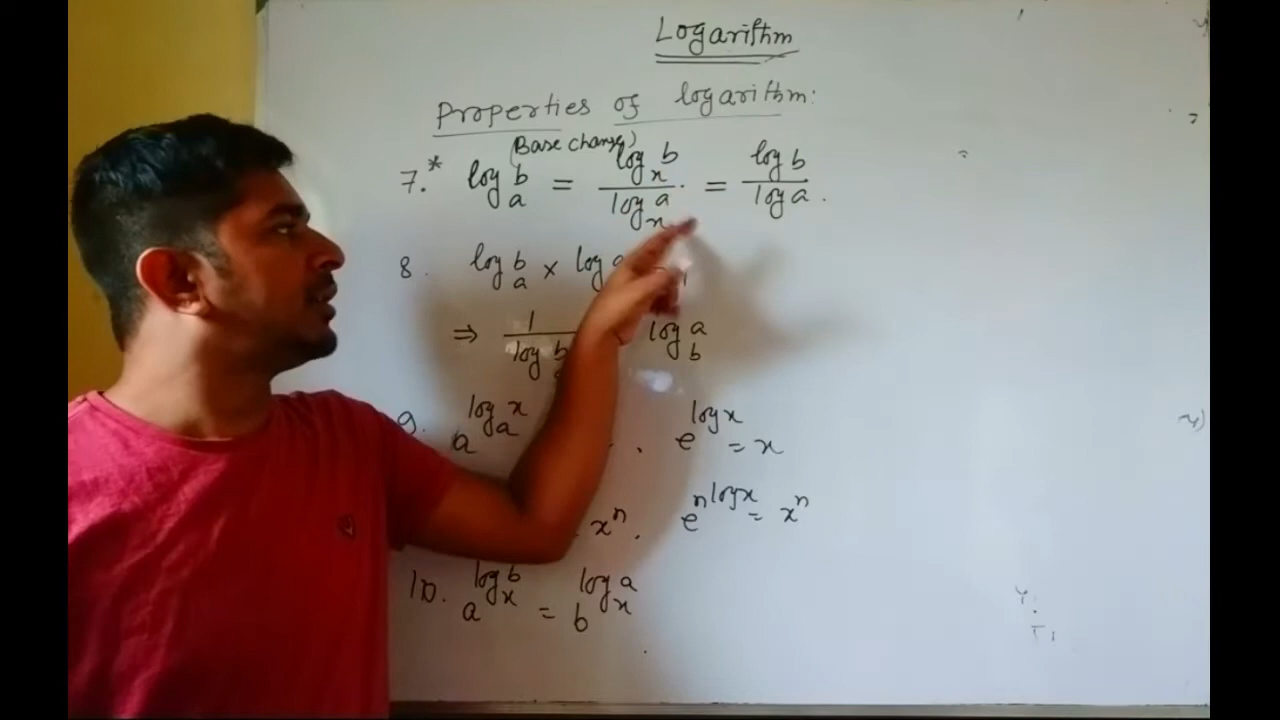 Logarithm
Properties of logarithm:
(Base change)
7.* log_a b = log_x b / log_x a . = log b / log a .
8. log_a b × log
⇒ 1 / log b log_b a
9. a^(log_a x) . e^(log x) = x
x^n . e^(n log x) = x^n
10. a^(log_x b) = b^(log_x a)